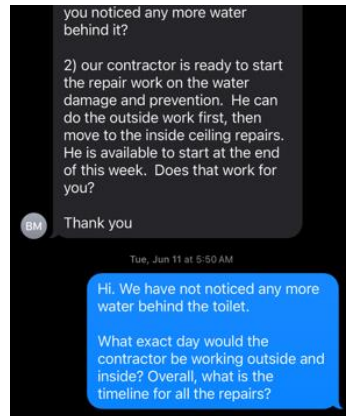 you noticed any more water
behind it?
2) our contractor is ready to start
the repair work on the water
damage and prevention.  He can
do the outside work first, then
move to the inside ceiling repairs.
He is available to start at the end
of this week.  Does that work for
you?
Thank you
BM
Tue, Jun 11 at 5:50 AM
Hi. We have not noticed any more
water behind the toilet.
What exact day would the
contractor be working outside and
inside? Overall, what is the
timeline for all the repairs?